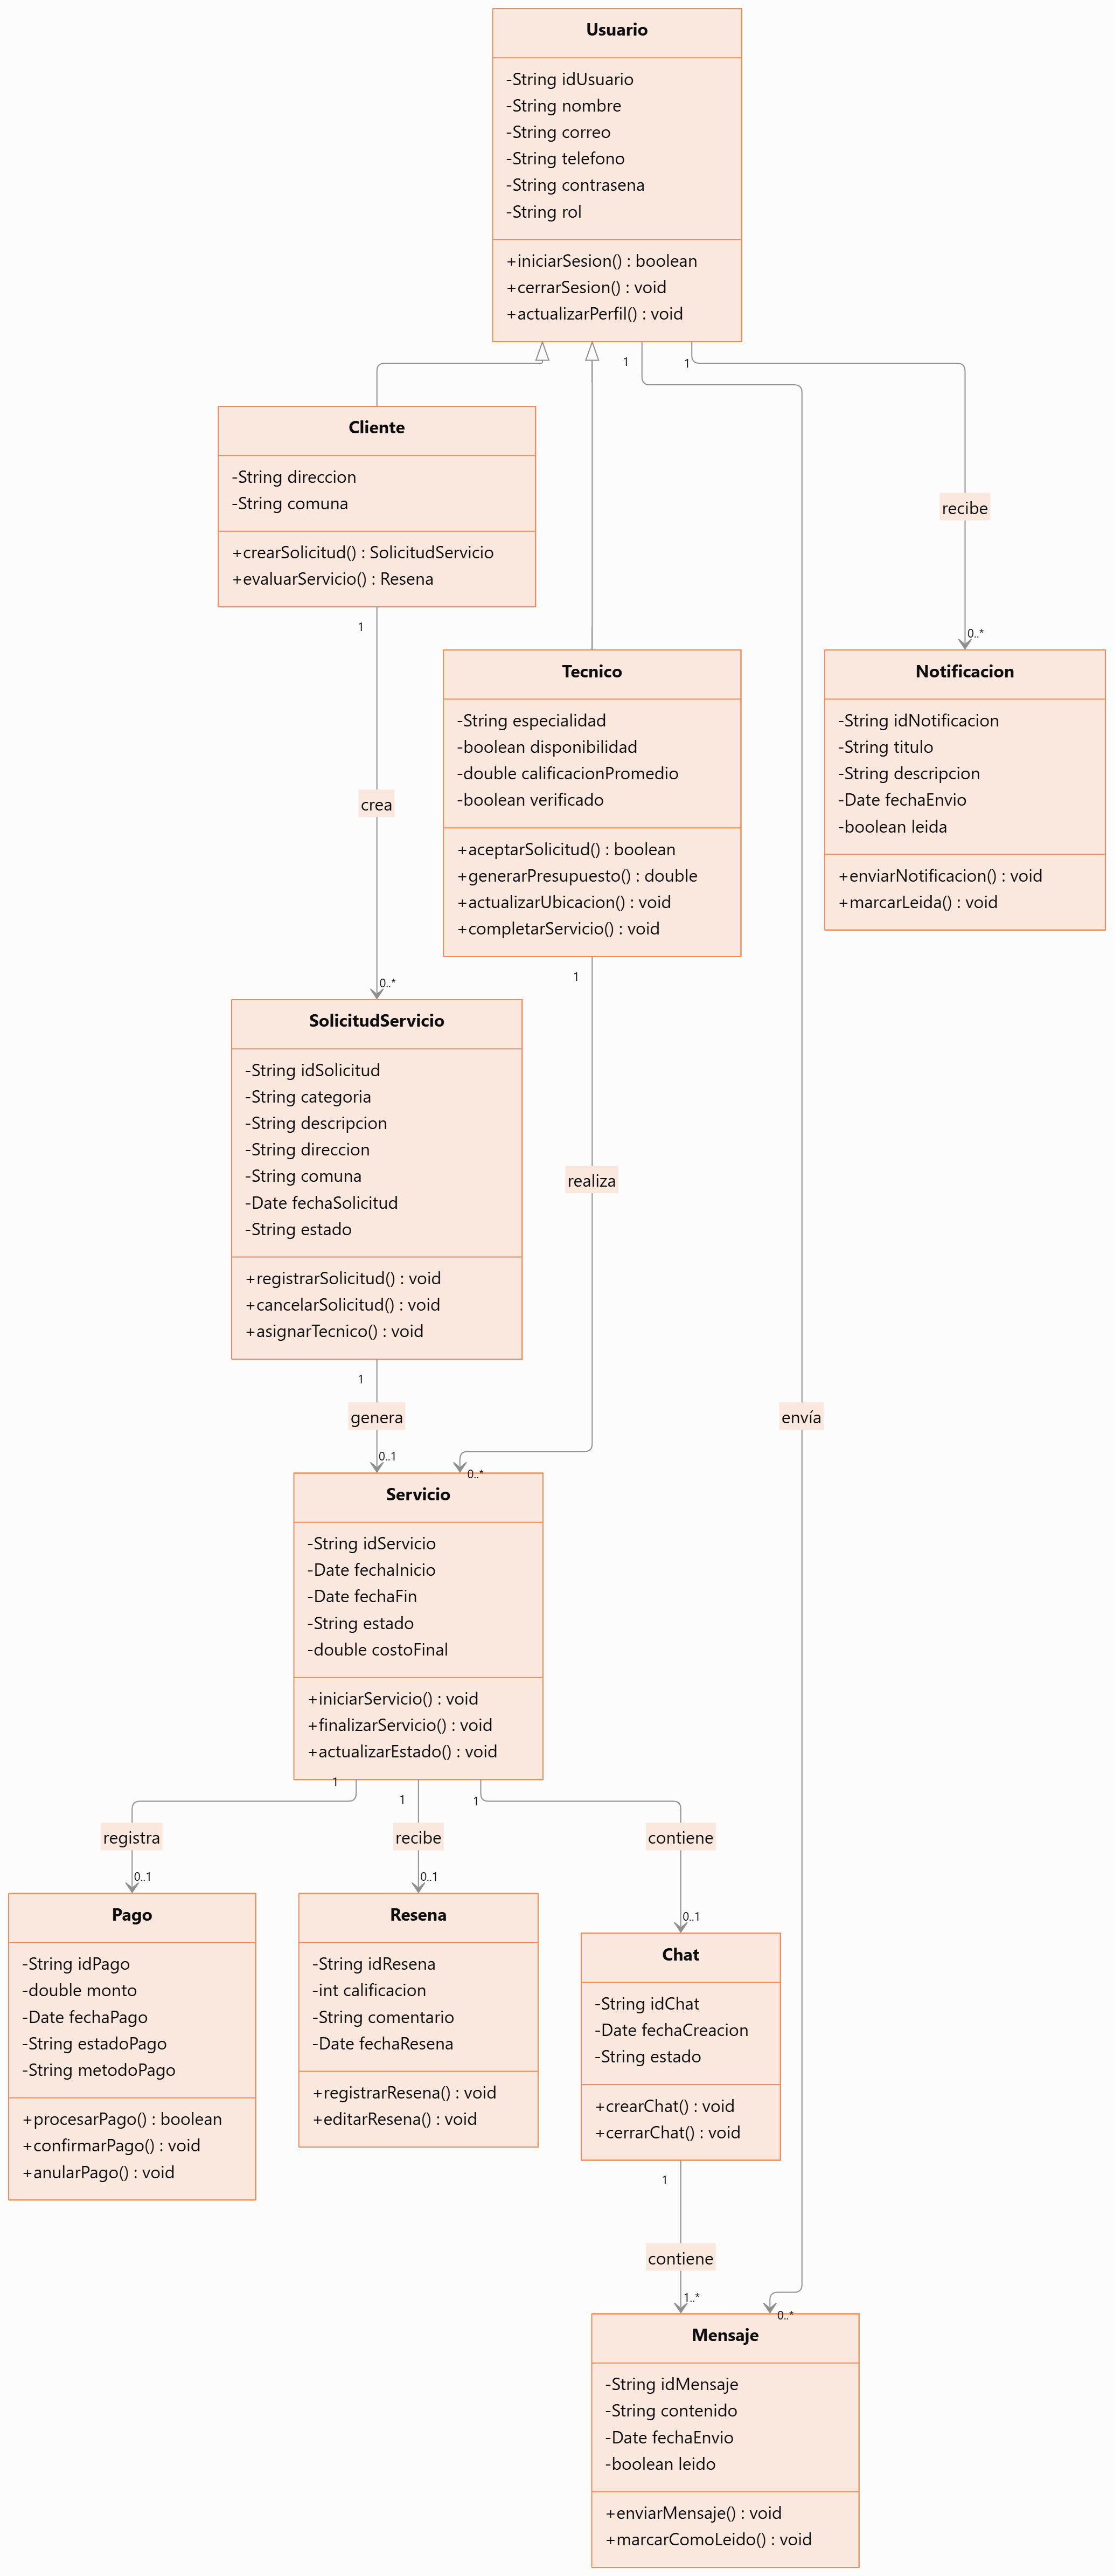 Usuario
-String idUsuario
-String nombre
-String correo
-String telefono
-String contrasena
-String rol
+iniciarSesion() : boolean
+cerrarSesion() : void
+actualizarPerfil() : void
1
1
Cliente
-String direccion
-String comuna
+crearSolicitud() : SolicitudServicio
+evaluarServicio() : Resena
1
recibe
0..*
Tecnico
-String especialidad
-boolean disponibilidad
-double calificacionPromedio
-boolean verificado
+aceptarSolicitud() : boolean
+generarPresupuesto() : double
+actualizarUbicacion() : void
+completarServicio() : void
1
Notificacion
-String idNotificacion
-String titulo
-String descripcion
-Date fechaEnvio
-boolean leida
+enviarNotificacion() : void
+marcarLeida() : void
crea
0..*
SolicitudServicio
-String idSolicitud
-String categoria
-String descripcion
-String direccion
-String comuna
-Date fechaSolicitud
-String estado
+registrarSolicitud() : void
+cancelarSolicitud() : void
+asignarTecnico() : void
1
realiza
genera
envía
0..1
0..*
Servicio
-String idServicio
-Date fechaInicio
-Date fechaFin
-String estado
-double costoFinal
+iniciarServicio() : void
+finalizarServicio() : void
+actualizarEstado() : void
1
1
1
registra
recibe
contiene
0..1
0..1
0..1
Pago
-String idPago
-double monto
-Date fechaPago
-String estadoPago
-String metodoPago
+procesarPago() : boolean
+confirmarPago() : void
+anularPago() : void
Resena
-String idResena
-int calificacion
-String comentario
-Date fechaResena
+registrarResena() : void
+editarResena() : void
Chat
-String idChat
-Date fechaCreacion
-String estado
+crearChat() : void
+cerrarChat() : void
1
contiene
1..*
0..*
Mensaje
-String idMensaje
-String contenido
-Date fechaEnvio
-boolean leido
+enviarMensaje() : void
+marcarComoLeido() : void